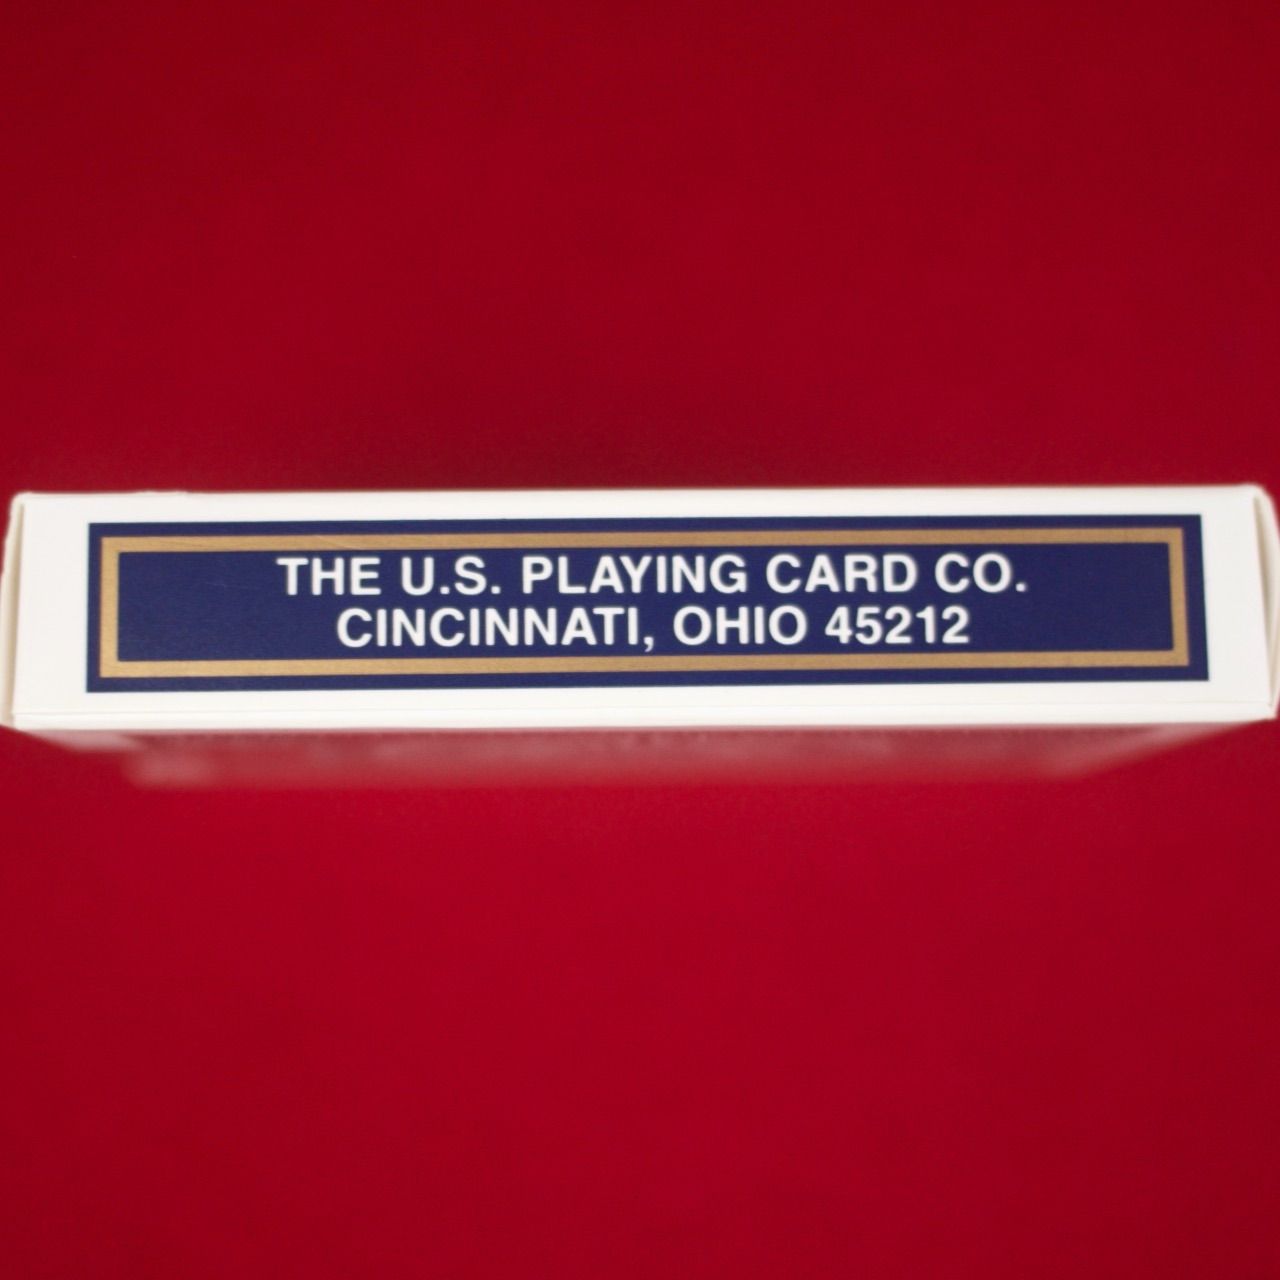 THE U.S. PLAYING CARD CO.
CINCINNATI, OHIO 45212